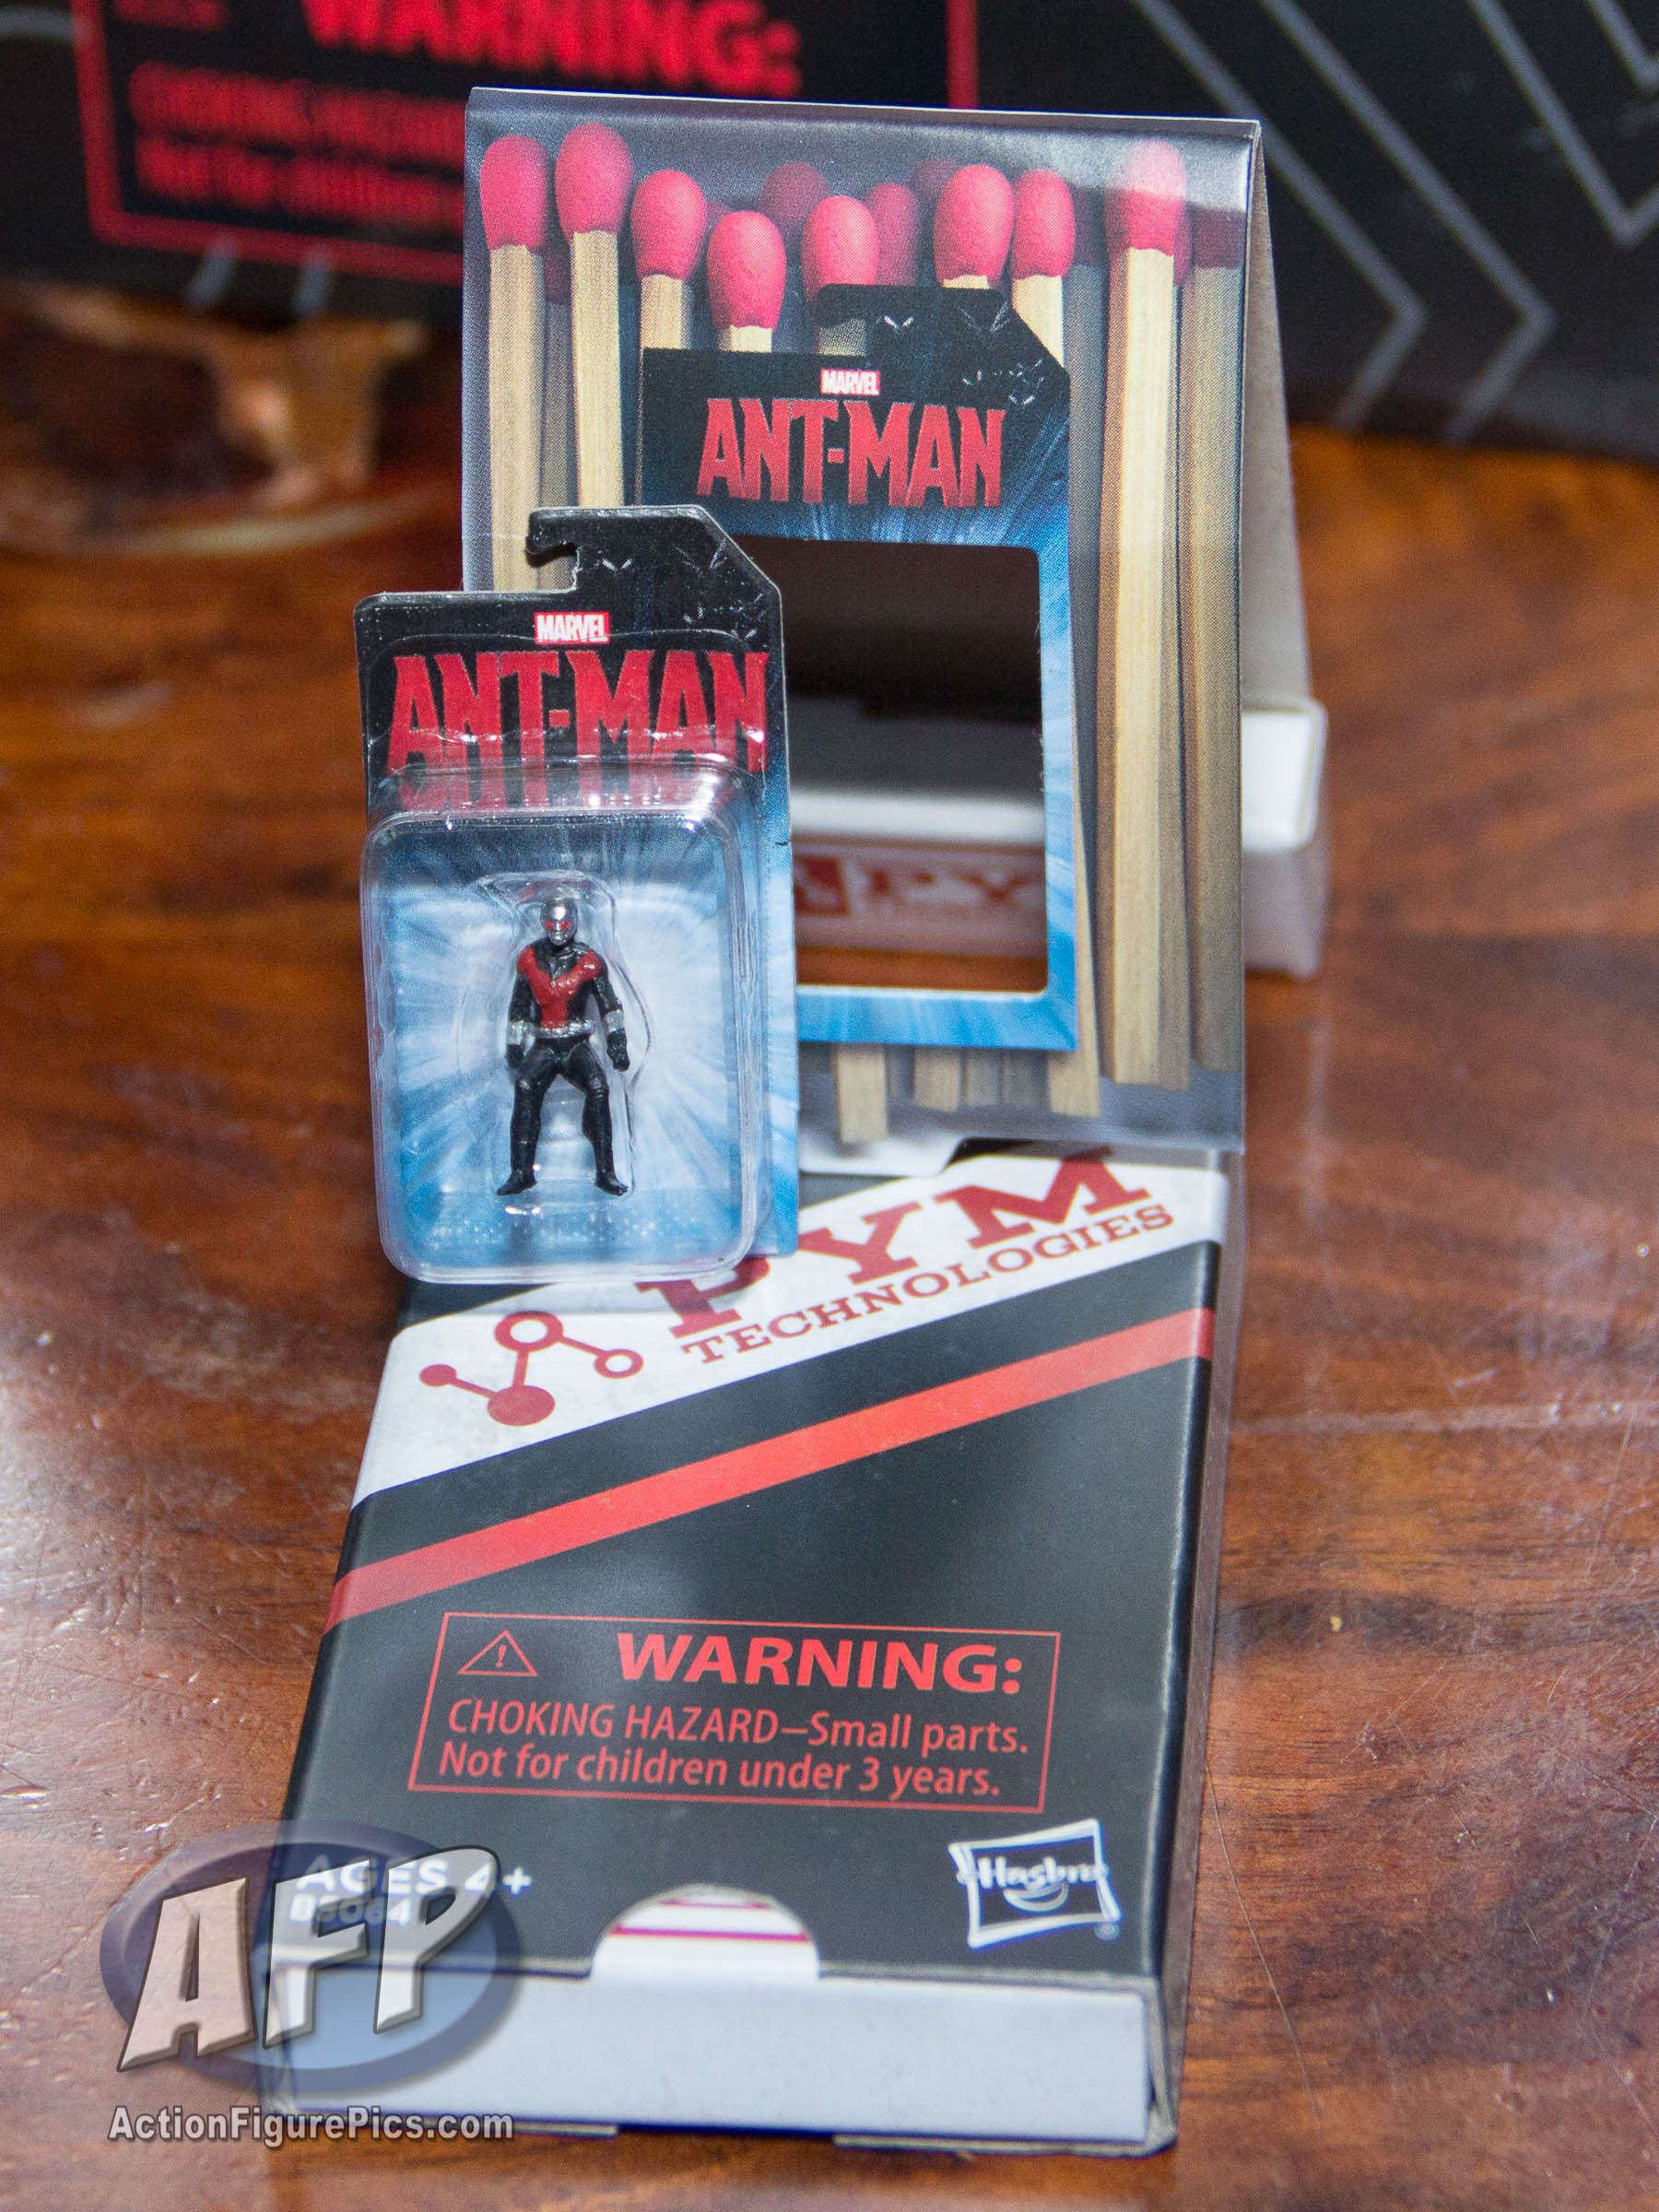 WARNING:
MARVEL
ANT-MAN
MARVEL
ANT-MAN
PY
PYM
TECHNOLOGIES
WARNING:
CHOKING HAZARD—Small parts.
Not for children under 3 years.
AGES 4+
Hasbro
AFP
ActionFigurePics.com